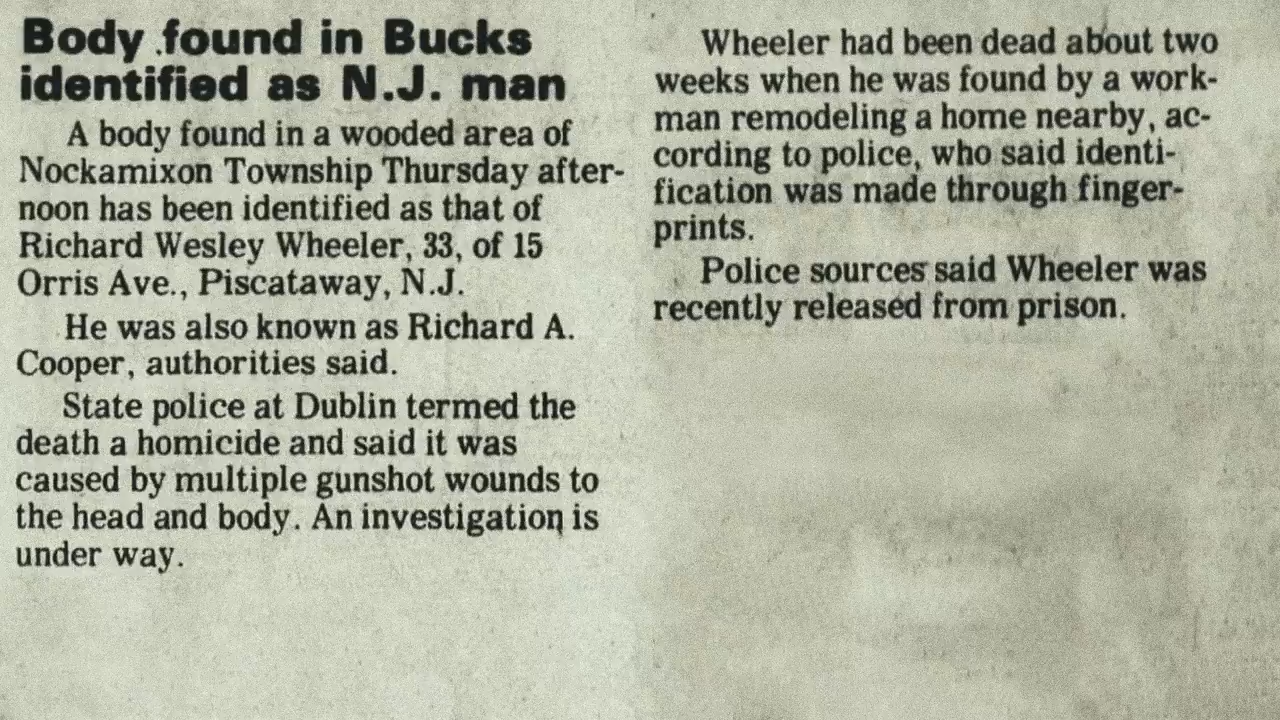 Body found in Bucks
identified as N.J. man
A body found in a wooded area of
Nockamixon Township Thursday after-
noon has been identified as that of
Richard Wesley Wheeler, 33, of 15
Orris Ave., Piscataway, N.J.
He was also known as Richard A.
Cooper, authorities said.
State police at Dublin termed the
death a homicide and said it was
caused by multiple gunshot wounds to
the head and body. An investigation is
under way.
Wheeler had been dead about two
weeks when he was found by a work-
man remodeling a home nearby, ac-
cording to police, who said identi-
fication was made through finger-
prints.
Police sources said Wheeler was
recently released from prison.